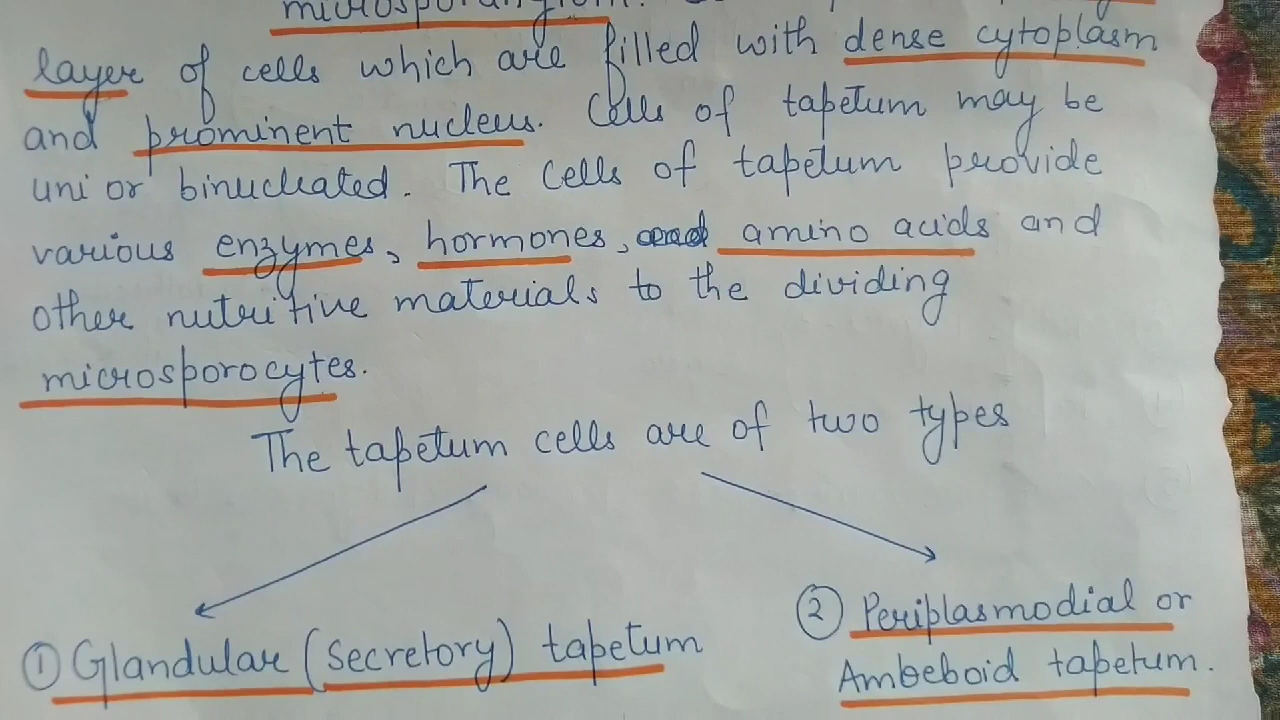 microsporangium.
layer of cells which are filled with dense cytoplasm
and prominent nucleus. Cells of tapetum may be
uni or binucleated. The cells of tapetum provide
various enzymes, hormones, amino acids and
other nutritive materials to the dividing
microsporocytes.
The tapetum cells are of two types
① Glandular (secretory) tapetum
② Periplasmodial or
Amoeboid tapetum.